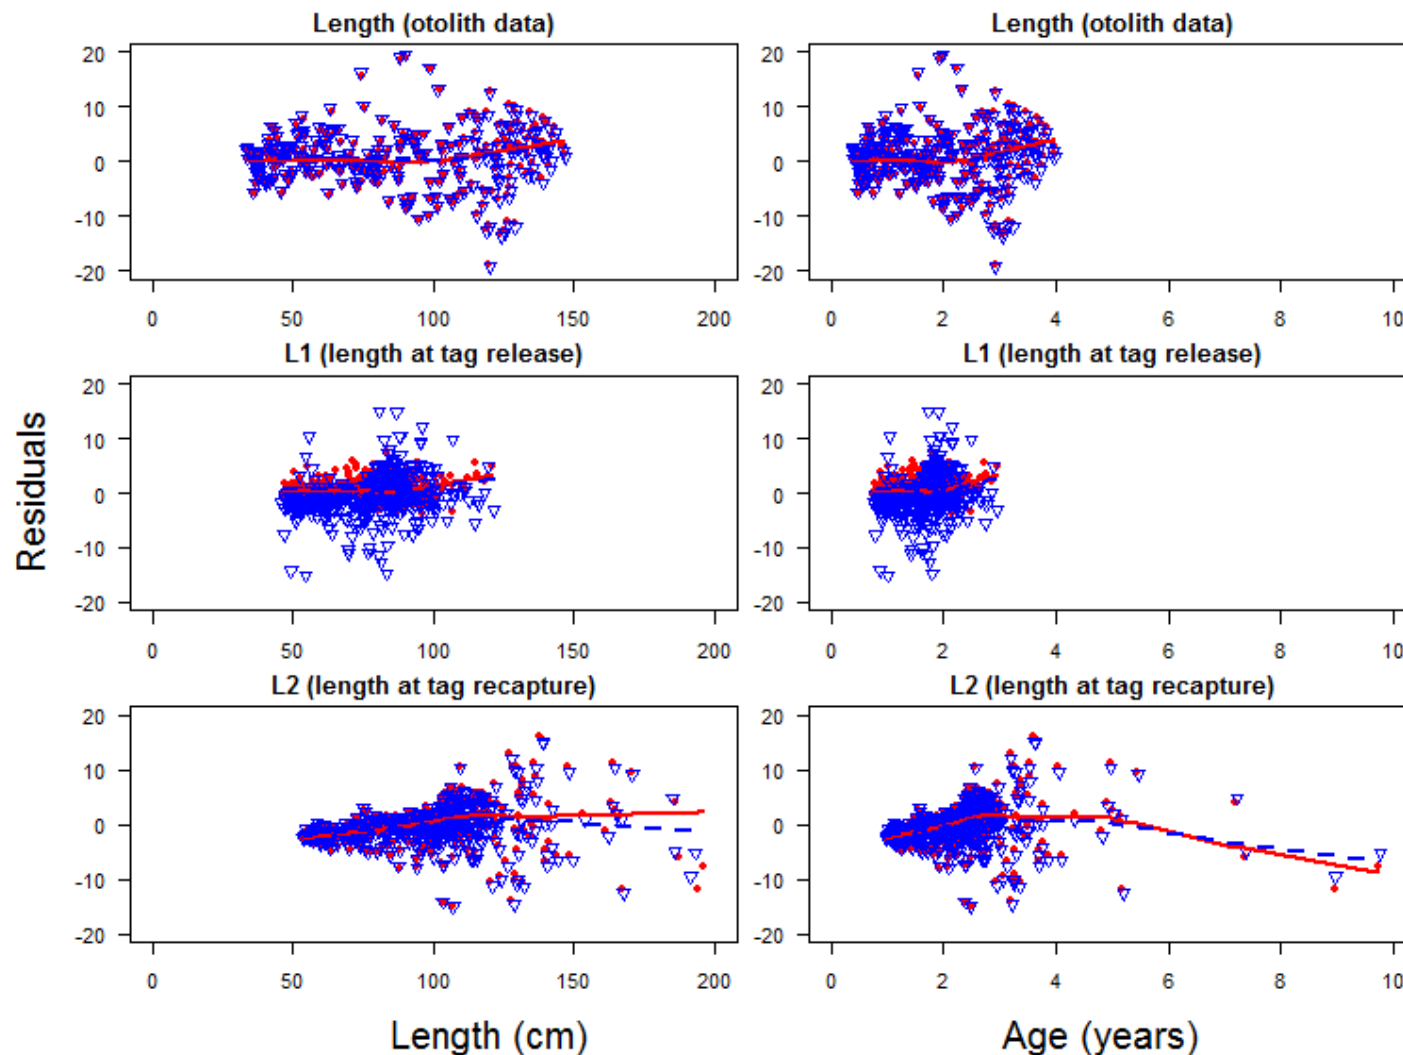 Length (otolith data) Length (otolith data)
20 20
10 10
0 0
-10 -10
-20 -20
0 50 100 150 200 0 2 4 6 8 10
L1 (length at tag release) L1 (length at tag release)
20 20
10 10
0 0
-10 -10
-20 -20
0 50 100 150 200 0 2 4 6 8 10
L2 (length at tag recapture) L2 (length at tag recapture)
20 20
10 10
0 0
-10 -10
-20 -20
0 50 100 150 200 0 2 4 6 8 10
Residuals
Length (cm) Age (years)